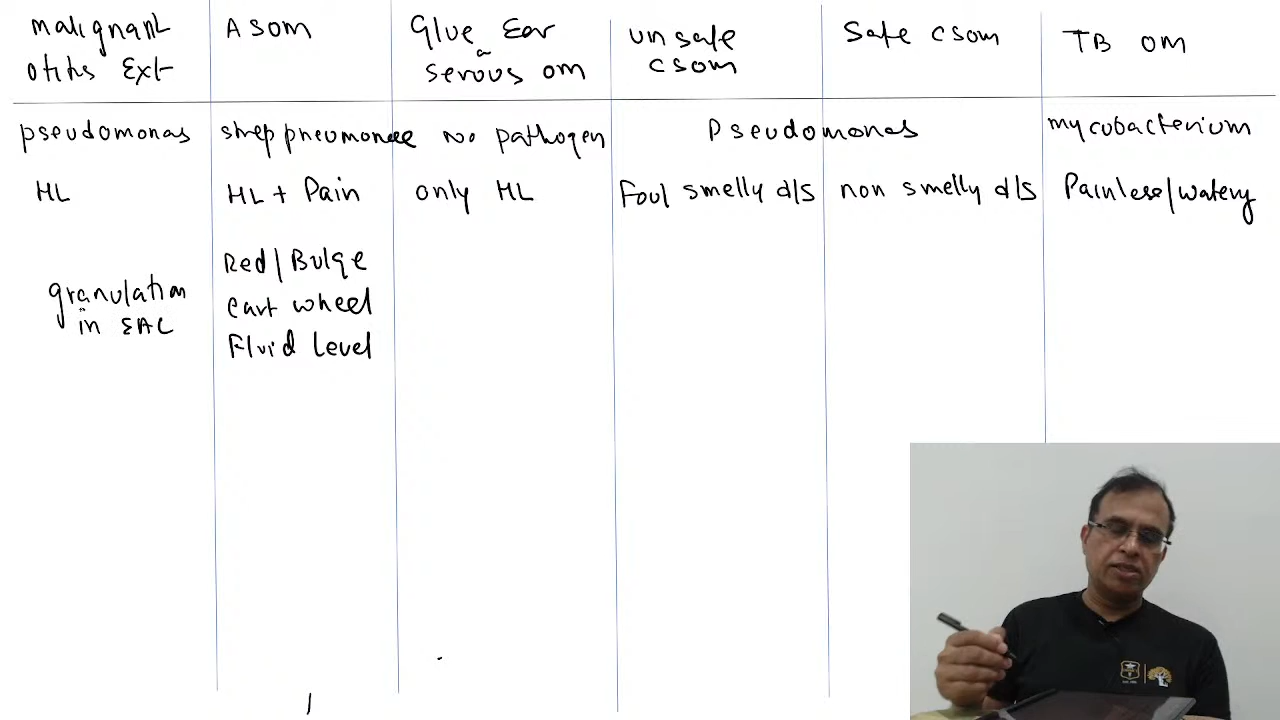 malignant
otitis Ext
ASOM
Glue Ear
serous om
unsafe
csom
Safe csom
TB om
pseudomonas
strep pneumonae
no pathogen
Pseudomonas
mycobacterium
HL
HL + Pain
only HL
Foul smelly d/s
non smelly d/s
Painless/watery
granulation
in EAC
Red/Bulge
cart wheel
Fluid Level